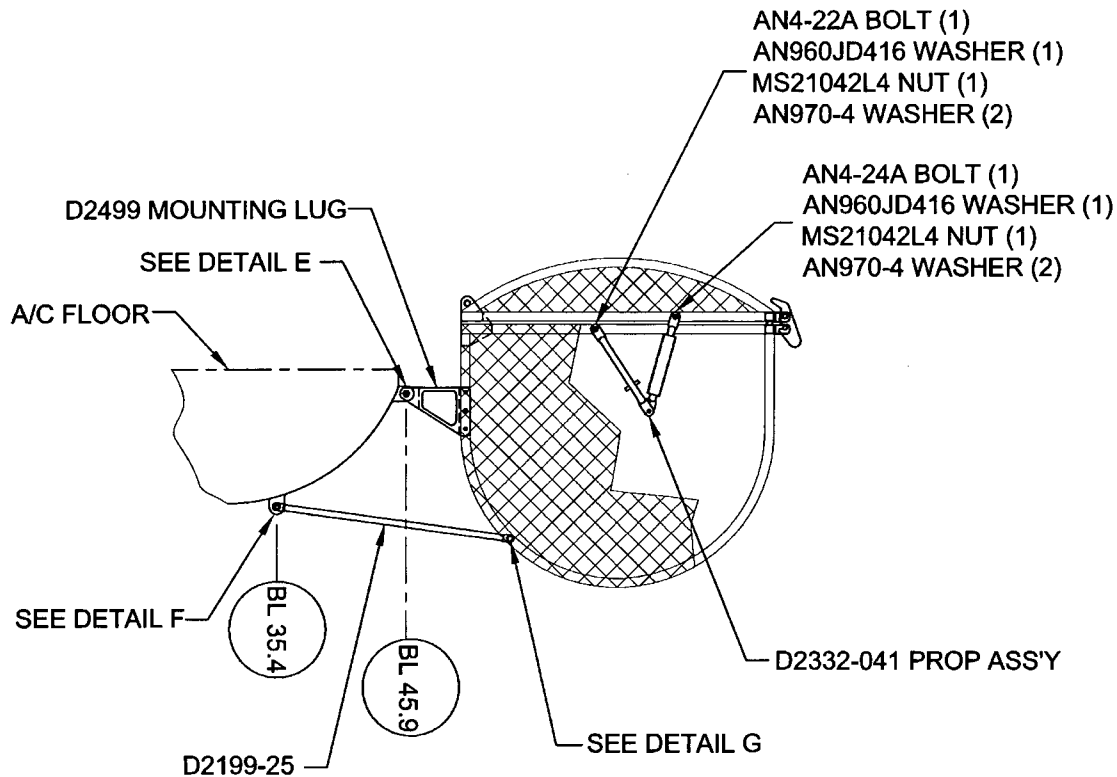 AN4-22A BOLT (1)
AN960JD416 WASHER (1)
MS21042L4 NUT (1)
AN970-4 WASHER (2)
AN4-24A BOLT (1)
AN960JD416 WASHER (1)
MS21042L4 NUT (1)
AN970-4 WASHER (2)
D2499 MOUNTING LUG
SEE DETAIL E
A/C FLOOR
SEE DETAIL F
BL 35.4
BL 45.9
D2332-041 PROP ASS'Y
SEE DETAIL G
D2199-25